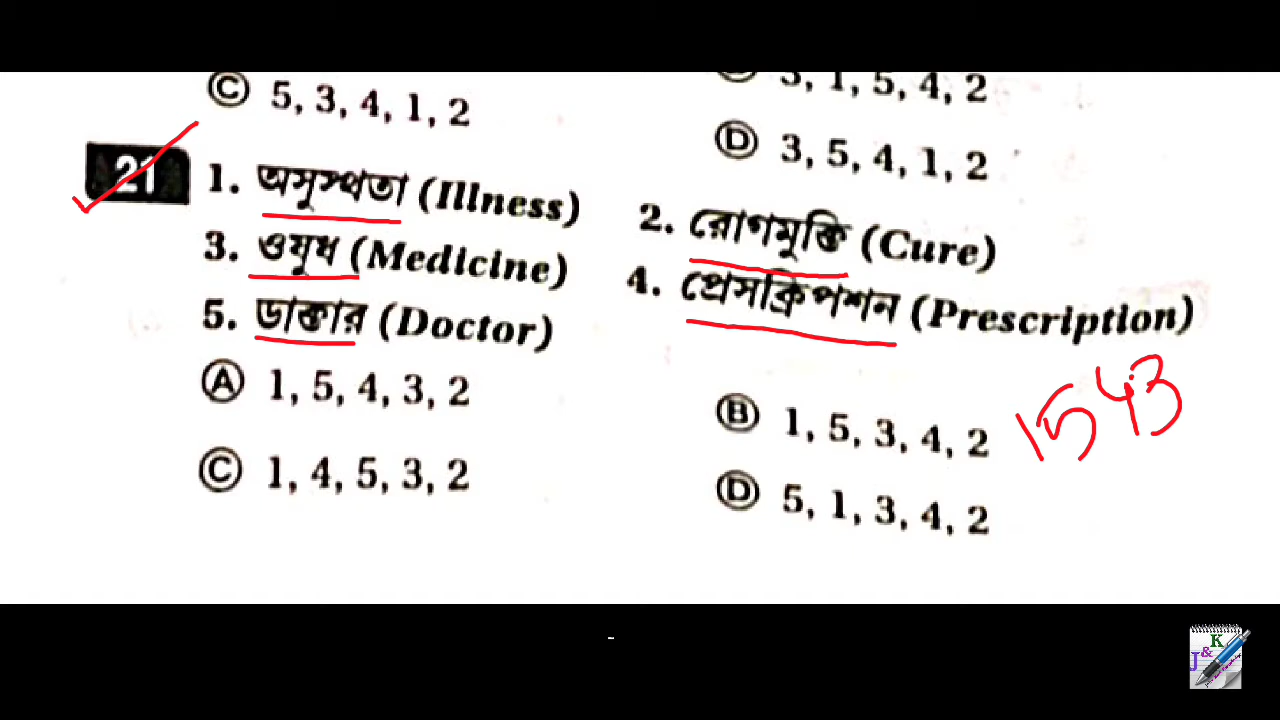 Ⓒ 5, 3, 4, 1, 2
3, 1, 5, 4, 2
Ⓓ 3, 5, 4, 1, 2
21 1. অসুস্থতা (Illness) 2. রোগমুক্তি (Cure)
3. ওষুধ (Medicine) 4. প্রেসক্রিপশন (Prescription)
5. ডাক্তার (Doctor)
Ⓐ 1, 5, 4, 3, 2 Ⓑ 1, 5, 3, 4, 2 1543
Ⓒ 1, 4, 5, 3, 2 Ⓓ 5, 1, 3, 4, 2
J&K